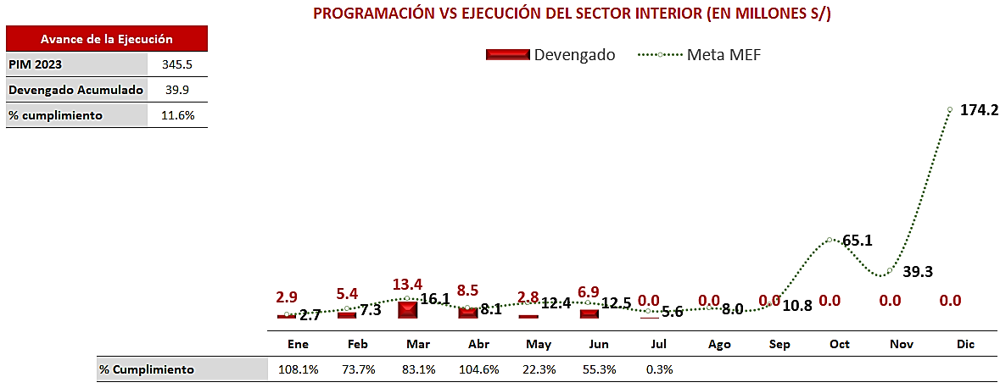 PROGRAMACIÓN VS EJECUCIÓN DEL SECTOR INTERIOR (EN MILLONES S/)
Avance de la Ejecución
PIM 2023 345.5
Devengado Acumulado 39.9
% cumplimiento 11.6%
Devengado Meta MEF
174.2
65.1
39.3
2.9 5.4 13.4 8.5 2.8 6.9 0.0 0.0 0.0 0.0 0.0 0.0
2.7 7.3 16.1 8.1 12.4 12.5 5.6 8.0 10.8
Ene Feb Mar Abr May Jun Jul Ago Sep Oct Nov Dic
% Cumplimiento 108.1% 73.7% 83.1% 104.6% 22.3% 55.3% 0.3%